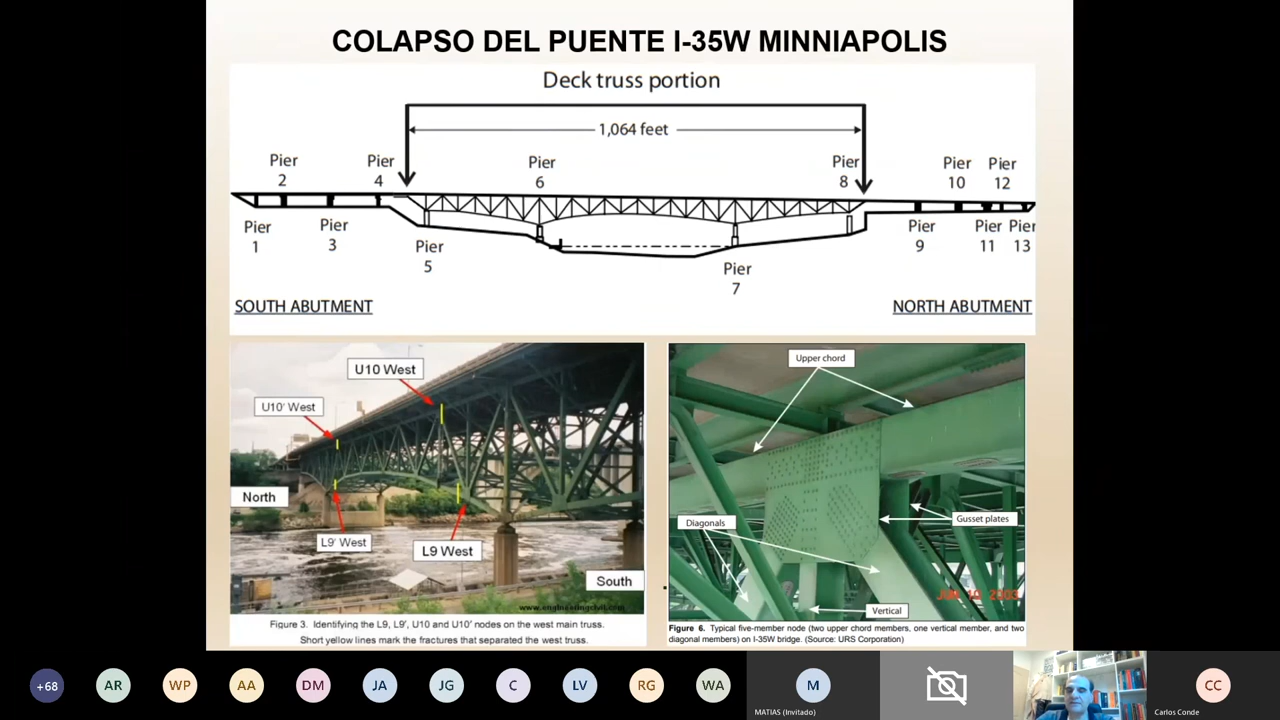 COLAPSO DEL PUENTE I-35W MINNIAPOLIS
Deck truss portion
1,064 feet
Pier
2
Pier
4
Pier
6
Pier
8
Pier
10
Pier
12
Pier
1
Pier
3
Pier
5
Pier
7
Pier
9
Pier
11
Pier
13
SOUTH ABUTMENT
NORTH ABUTMENT
U10 West
U10' West
North
L9' West
L9 West
South
www.engineeringcivil.com
Figure 3. Identifying the L9, L9', U10 and U10' nodes on the west main truss.
Short yellow lines mark the fractures that separated the west truss.
Upper chord
Diagonals
Gusset plates
Vertical
JUN 10 2003
Figure 6. Typical five-member node (two upper chord members, one vertical member, and two
diagonal members) on I-35W bridge. (Source: URS Corporation)
+68
AR
WP
AA
DM
JA
JG
C
LV
RG
WA
M
MATIAS (Invitado)
CC
Carlos Conde